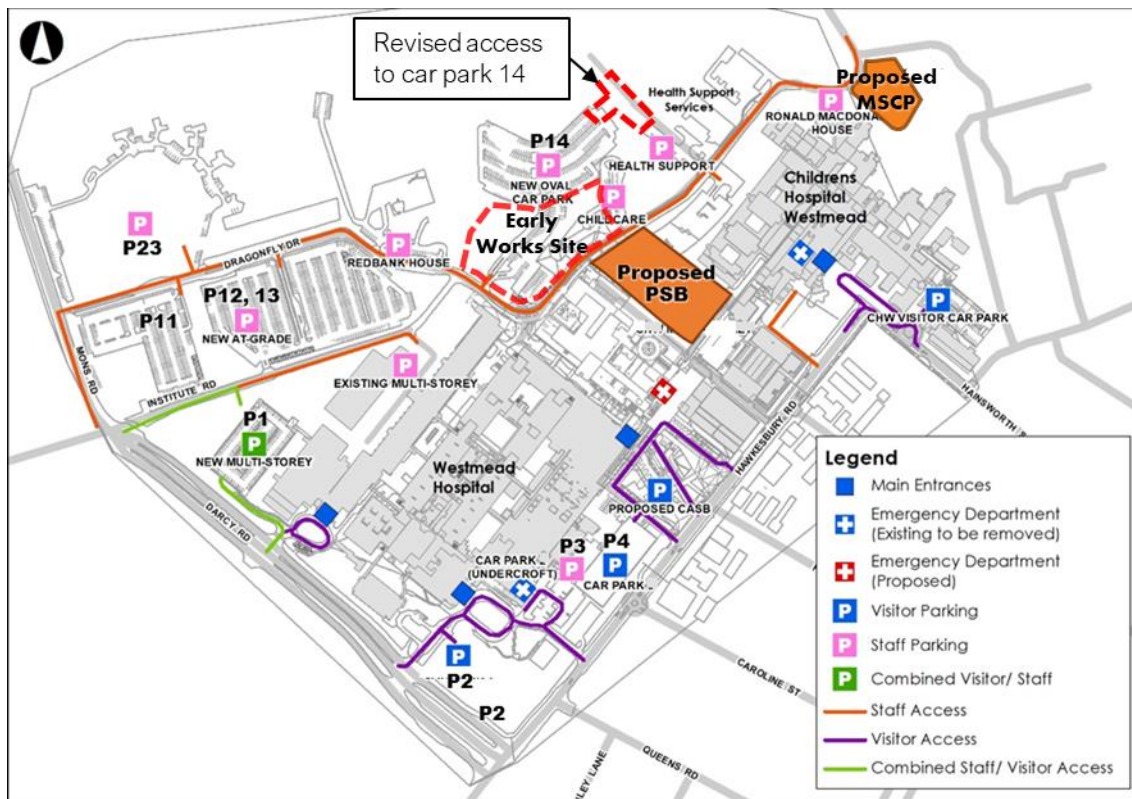 Revised access
to car park 14
Health Support
Services
Proposed
MSCP
RONALD MACDONA
HOUSE
P14
P
NEW OVAL
CAR PARK
P
HEALTH SUPPORT
P
CHILDCARE
Early
Works Site
Childrens
Hospital
Westmead
P
P23
P
REDBANK HOUSE
DRAGONFLY DR
Proposed
PSB
P12, 13
P
NEW AT-GRADE
P11
P
CHW VISITOR CAR PARK
MONS RD
INSTITUTE RD
P
EXISTING MULTI-STOREY
HAINSWORTH
HAWKESBURY RD
P1
P
NEW MULTI-STOREY
Westmead
Hospital
P
PROPOSED CASB
DARCY RD
P3
P
P4
P
CAR PARK
(UNDERCROFT)
CAR PARK
P
P2
P2
CAROLINE ST
QUEENS RD
LEY LANE
Legend
Main Entrances
Emergency Department
(Existing to be removed)
Emergency Department
(Proposed)
P Visitor Parking
P Staff Parking
P Combined Visitor/ Staff
Staff Access
Visitor Access
Combined Staff/ Visitor Access